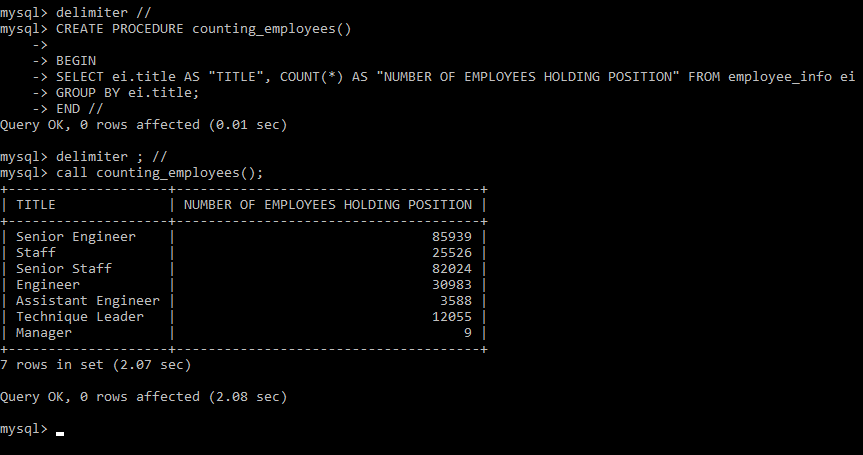 mysql> delimiter //
mysql> CREATE PROCEDURE counting_employees()
    ->
    -> BEGIN
    -> SELECT ei.title AS "TITLE", COUNT(*) AS "NUMBER OF EMPLOYEES HOLDING POSITION" FROM employee_info ei
    -> GROUP BY ei.title;
    -> END //
Query OK, 0 rows affected (0.01 sec)

mysql> delimiter ; //
mysql> call counting_employees();
+--------------------+--------------------------------------+
| TITLE              | NUMBER OF EMPLOYEES HOLDING POSITION |
+--------------------+--------------------------------------+
| Senior Engineer    |                                85939 |
| Staff              |                                25526 |
| Senior Staff       |                                82024 |
| Engineer           |                                30983 |
| Assistant Engineer |                                 3588 |
| Technique Leader   |                                12055 |
| Manager            |                                    9 |
+--------------------+--------------------------------------+
7 rows in set (2.07 sec)

Query OK, 0 rows affected (2.08 sec)

mysql>